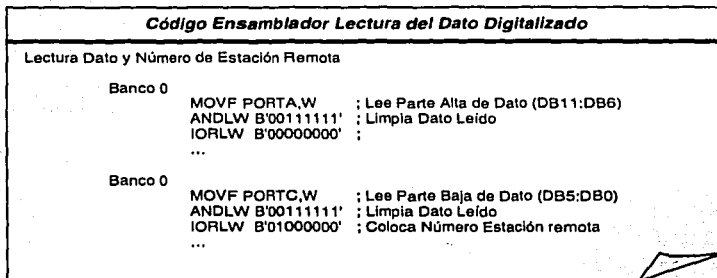 Código Ensamblador Lectura del Dato Digitalizado
Lectura Dato y Número de Estación Remota
Banco 0
MOVF PORTA,W ; Lee Parte Alta de Dato (DB11:DB6)
ANDLW B'00111111' ; Limpia Dato Leído
IORLW B'00000000' ;
...
Banco 0
MOVF PORTC,W ; Lee Parte Baja de Dato (DB5:DB0)
ANDLW B'00111111' ; Limpia Dato Leído
IORLW B'01000000' ; Coloca Número Estación remota
...